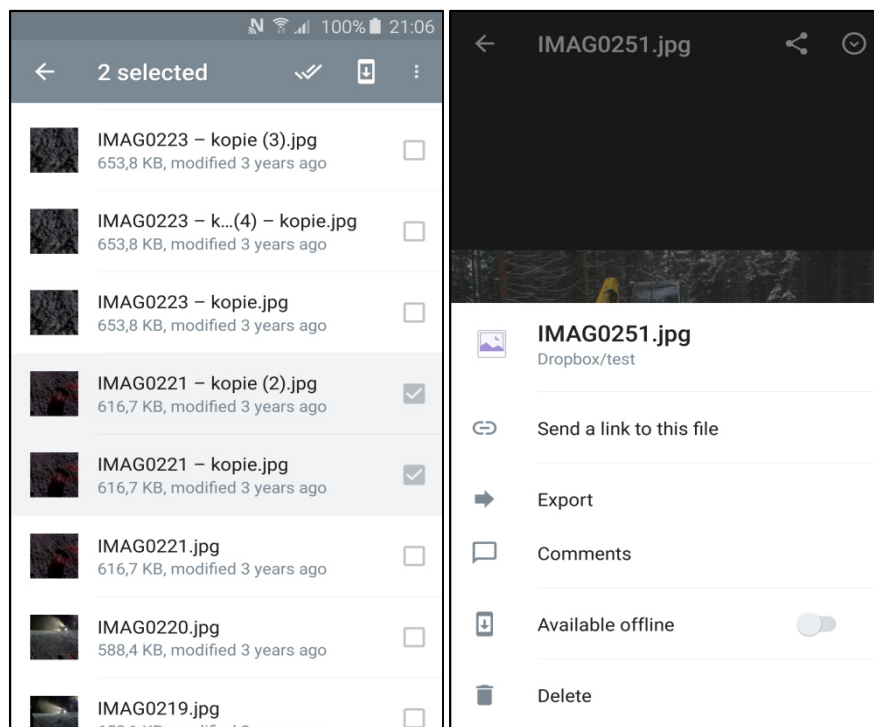 100% 21:06
2 selected
IMAG0223 – kopie (3).jpg
653,8 KB, modified 3 years ago
IMAG0223 – k...(4) – kopie.jpg
653,8 KB, modified 3 years ago
IMAG0223 – kopie.jpg
653,8 KB, modified 3 years ago
IMAG0221 – kopie (2).jpg
616,7 KB, modified 3 years ago
IMAG0221 – kopie.jpg
616,7 KB, modified 3 years ago
IMAG0221.jpg
616,7 KB, modified 3 years ago
IMAG0220.jpg
588,4 KB, modified 3 years ago
IMAG0219.jpg
IMAG0251.jpg
IMAG0251.jpg
Dropbox/test
Send a link to this file
Export
Comments
Available offline
Delete